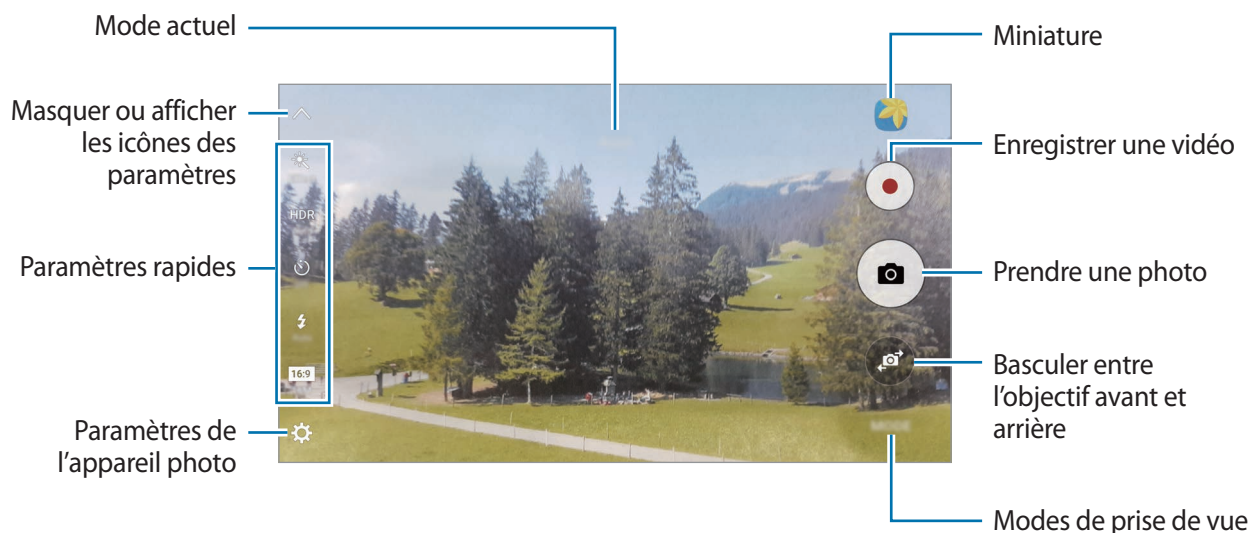 Mode actuel
Miniature
Masquer ou afficher
les icônes des
paramètres
Enregistrer une vidéo
HDR
Paramètres rapides
Prendre une photo
16:9
Basculer entre
l'objectif avant et
arrière
Paramètres de
l'appareil photo
MODE
Modes de prise de vue